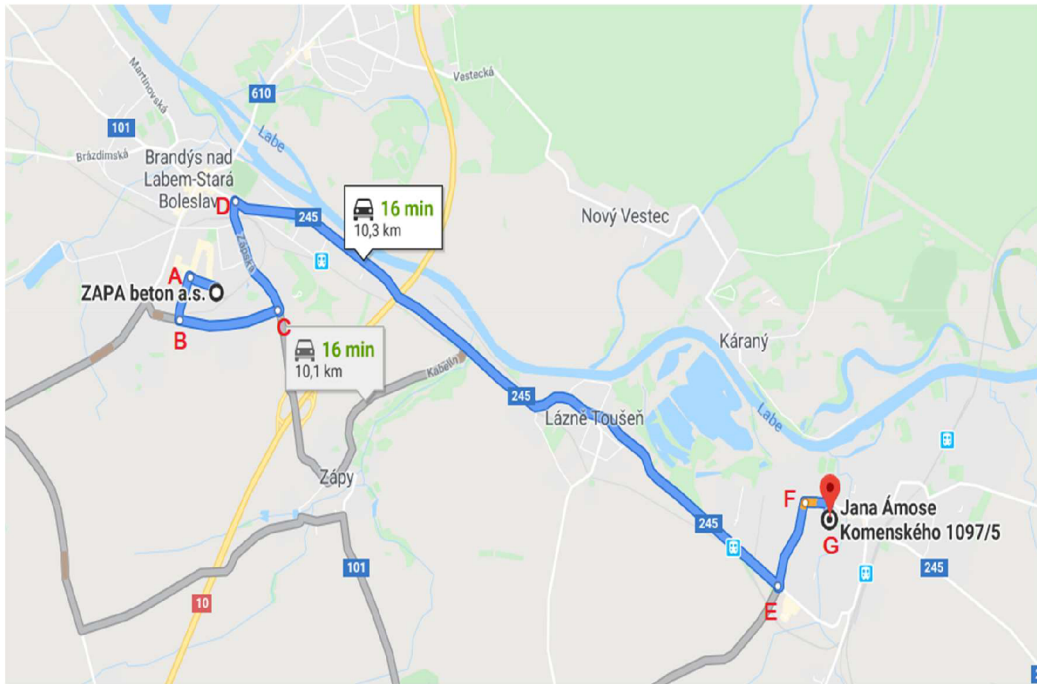 Martinovská
610
Vestecká
101
Labe
Brázdimská
Brandýs nad
Labem-Stará
Boleslav
D
245
16 min
10,3 km
Nový Vestec
Zápská
A
ZAPA beton a.s.
B
C
16 min
10,1 km
Káraný
Kabelín
245
Labe
Lázně Toušeň
Zápy
F
Jana Ámose
Komenského 1097/5
G
245
101
245
10
E